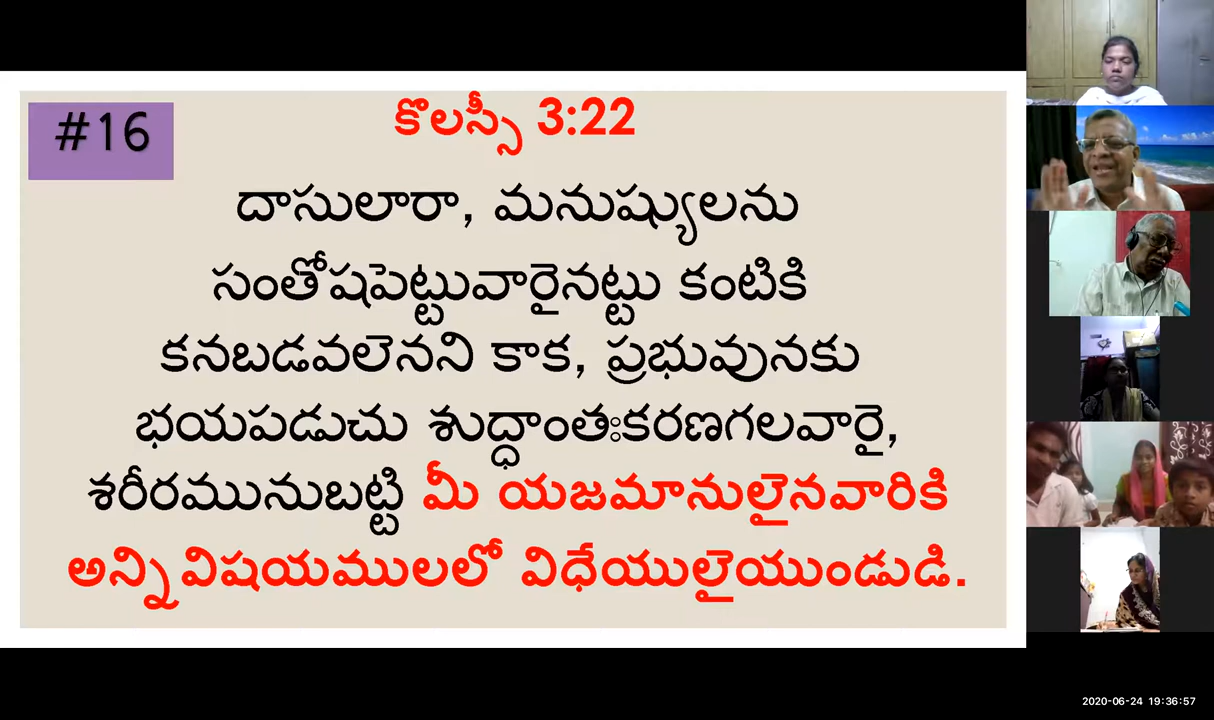 #16
కొలస్సీ 3:22
దాసులారా, మనుష్యులను
సంతోషపెట్టువారైనట్టు కంటికి
కనబడవలెనని కాక, ప్రభువునకు
భయపడుచు శుద్ధాంతఃకరణగలవారై,
శరీరమునుబట్టి మీ యజమానులైనవారికి
అన్నివిషయములలో విధేయులైయుండుడి.
2020-06-24 19:36:57